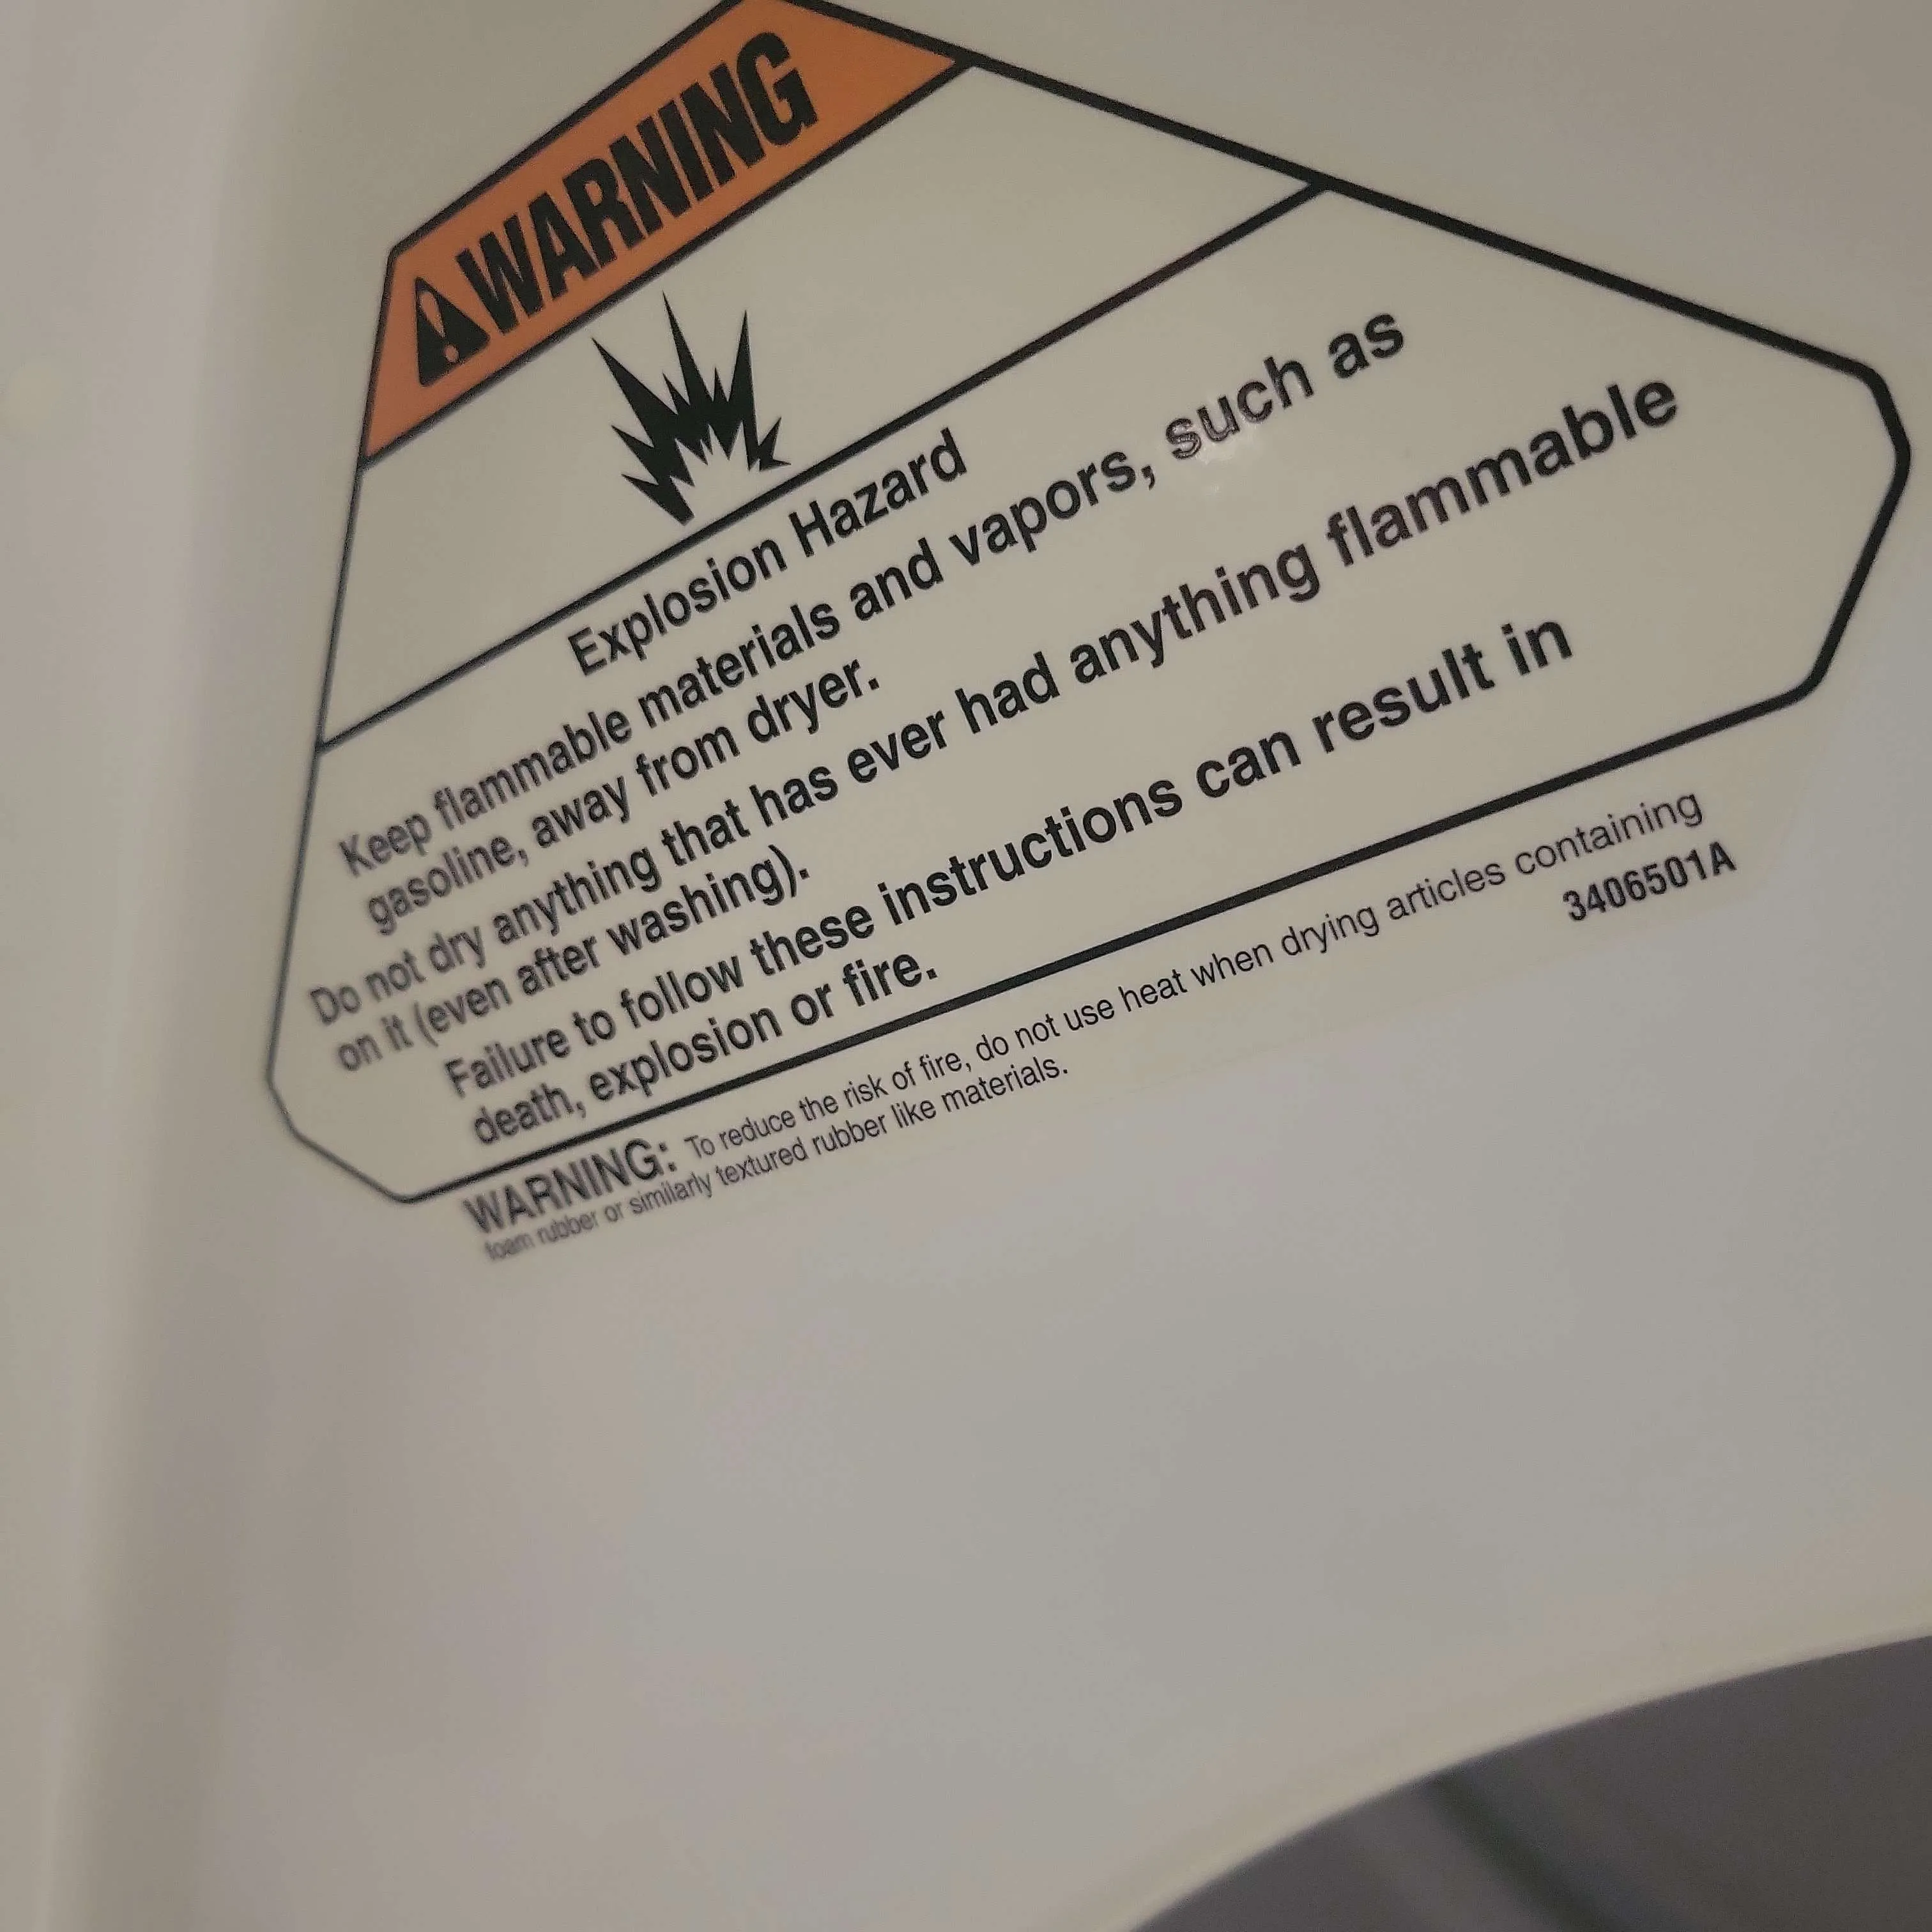 WARNING
Explosion Hazard
Keep flammable materials and vapors, such as
gasoline, away from dryer.
Do not dry anything that has ever had anything flammable
on it (even after washing).
Failure to follow these instructions can result in
death, explosion or fire.
WARNING: To reduce the risk of fire, do not use heat when drying articles containing
foam rubber or similarly textured rubber like materials.
3406501A